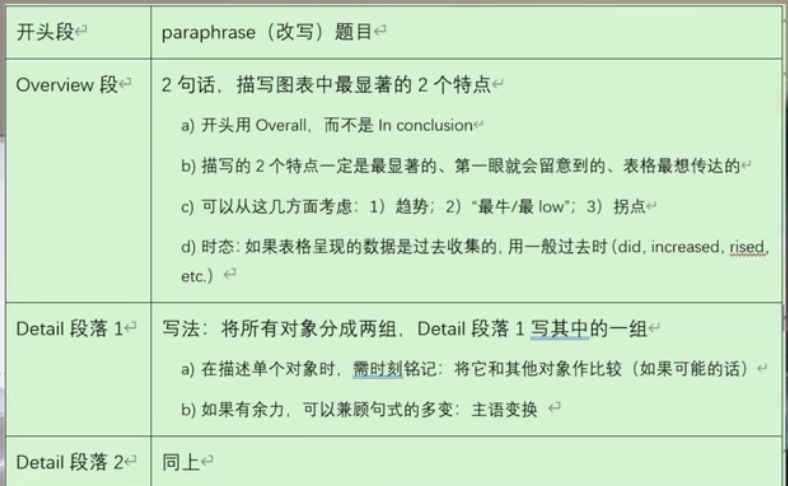 开头段
paraphrase（改写）题目
Overview 段
2 句话，描写图表中最显著的 2 个特点
a) 开头用 Overall，而不是 In conclusion
b) 描写的 2 个特点一定是最显著的、第一眼就会留意到的、表格最想传达的
c) 可以从这几方面考虑：1）趋势；2）“最牛/最 low”；3）拐点
d) 时态：如果表格呈现的数据是过去收集的, 用一般过去时 (did, increased, rised,
etc.)
Detail 段落 1
写法：将所有对象分成两组，Detail 段落 1 写其中的一组
a) 在描述单个对象时，需时刻铭记：将它和其他对象作比较（如果可能的话）
b) 如果有余力，可以兼顾句式的多变：主语变换
Detail 段落 2
同上